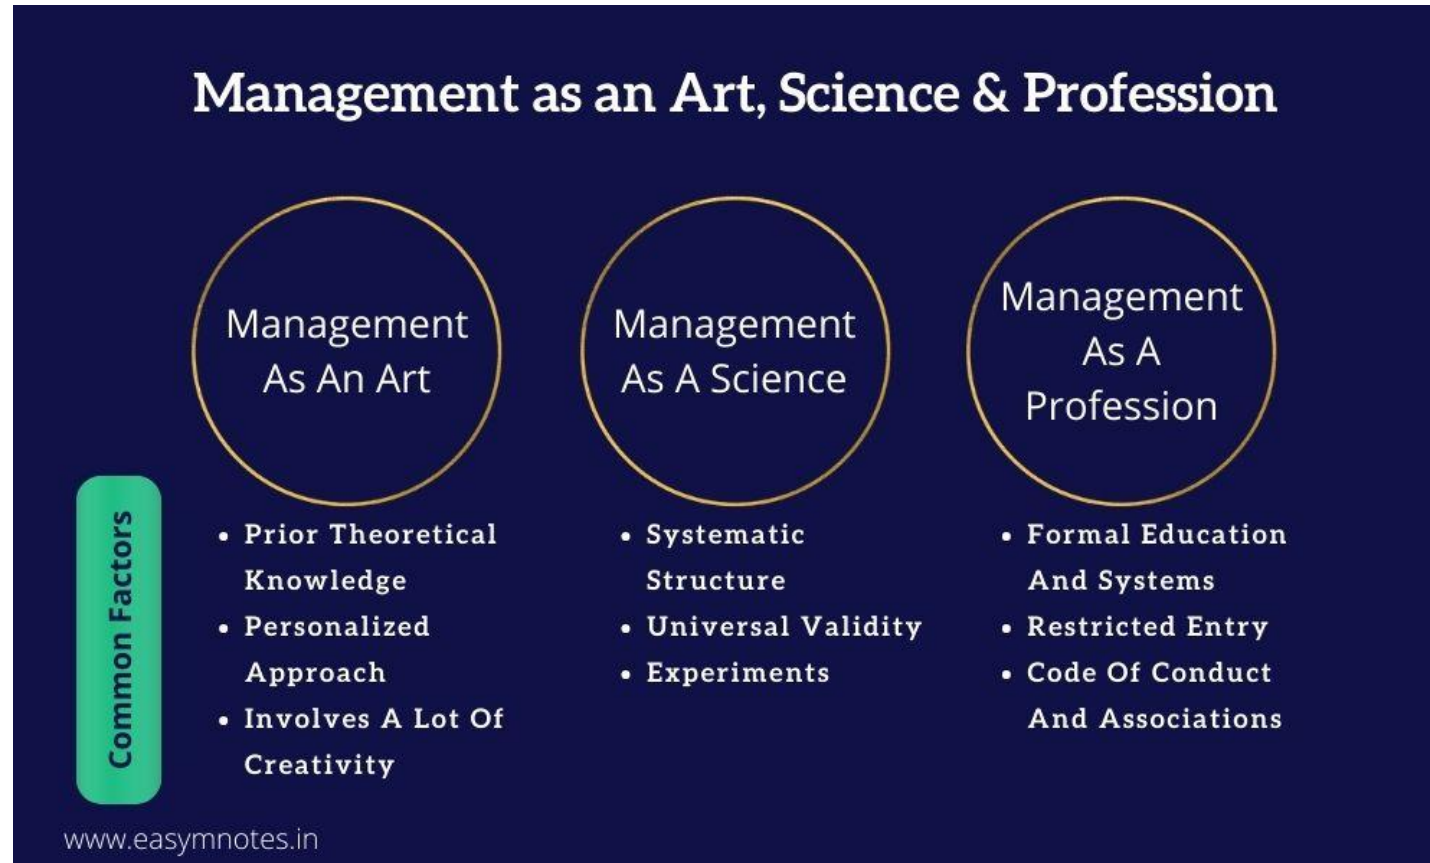 Management as an Art, Science & Profession
Management
As An Art
Management
As A Science
Management
As A
Profession
Common Factors
• Prior Theoretical
Knowledge
• Personalized
Approach
• Involves A Lot Of
Creativity
• Systematic
Structure
• Universal Validity
• Experiments
• Formal Education
And Systems
• Restricted Entry
• Code Of Conduct
And Associations
www.easymnotes.in